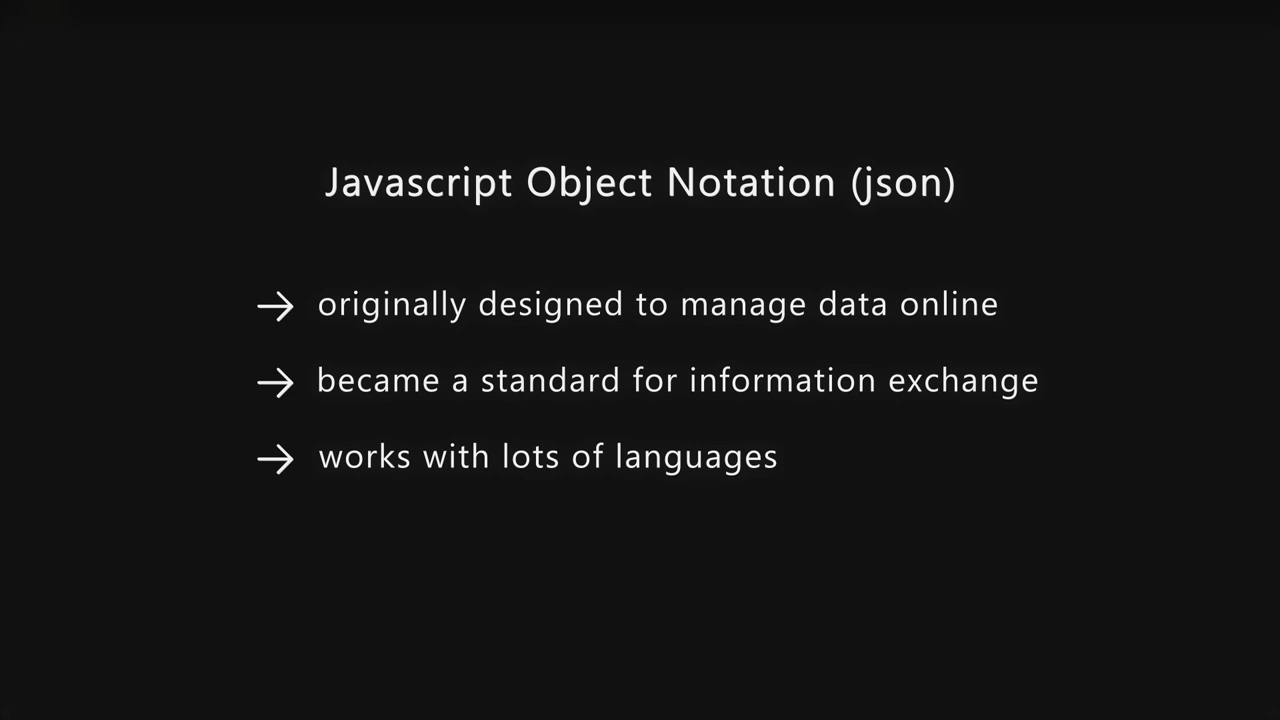 Javascript Object Notation (json)
→ originally designed to manage data online
→ became a standard for information exchange
→ works with lots of languages